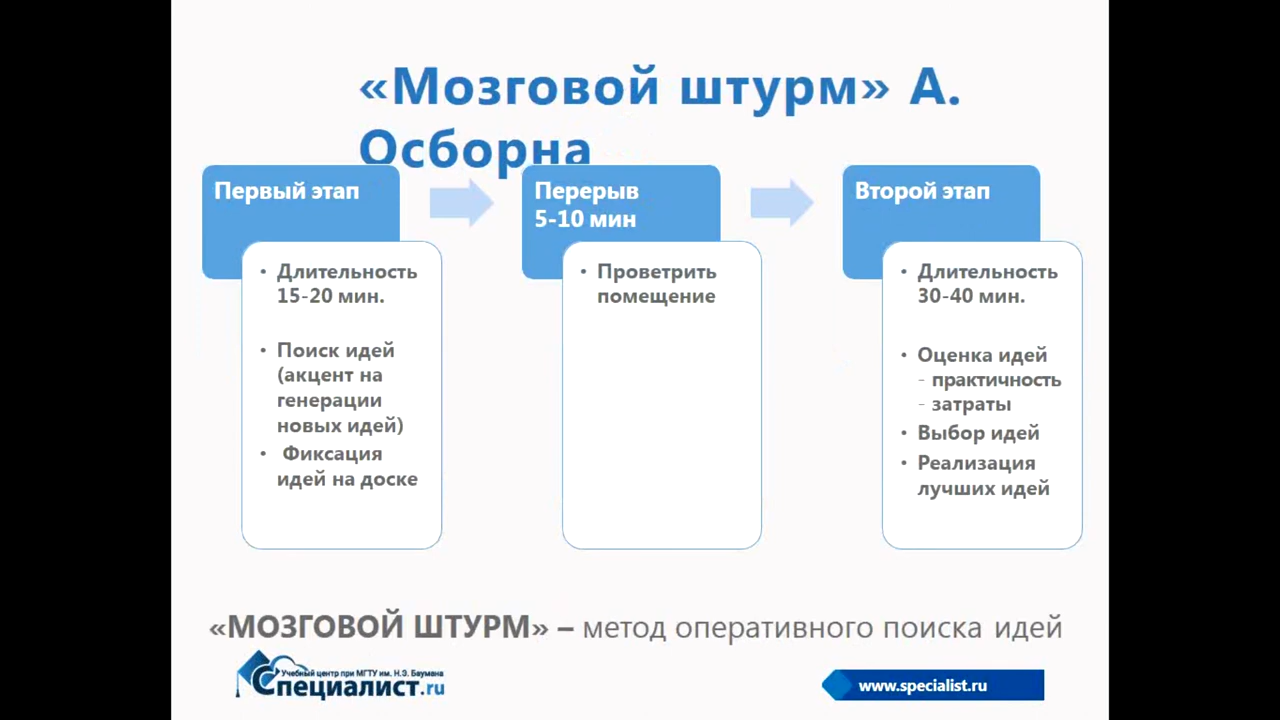 «Мозговой штурм» А.
Осборна
Первый этап
• Длительность
15-20 мин.
• Поиск идей
(акцент на
генерации
новых идей)
• Фиксация
идей на доске
Перерыв
5-10 мин
• Проветрить
помещение
Второй этап
• Длительность
30-40 мин.
• Оценка идей
- практичность
- затраты
• Выбор идей
• Реализация
лучших идей
«МОЗГОВОЙ ШТУРМ» – метод оперативного поиска идей
Учебный центр при МГТУ им. Н.Э. Баумана
Специалист.ru
www.specialist.ru